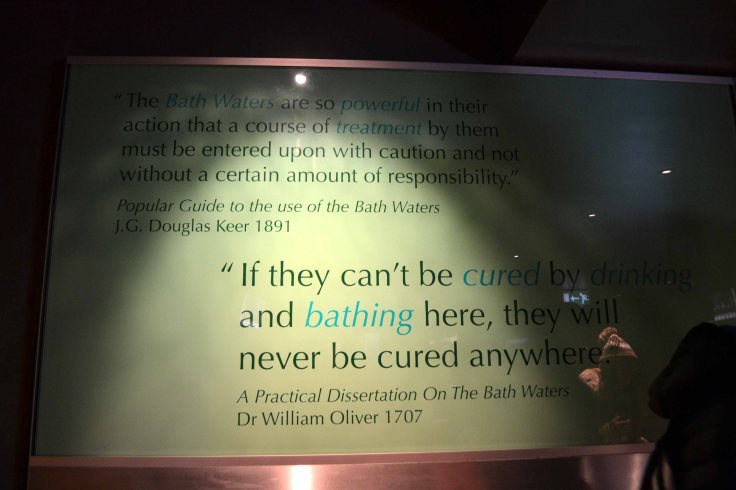 “The Bath Waters are so powerful in their
action that a course of treatment by them
must be entered upon with caution and not
without a certain amount of responsibility.”
Popular Guide to the use of the Bath Waters
J.G. Douglas Keer 1891
“If they can’t be cured by drinking
and bathing here, they will
never be cured anywhere.
A Practical Dissertation On The Bath Waters
Dr William Oliver 1707